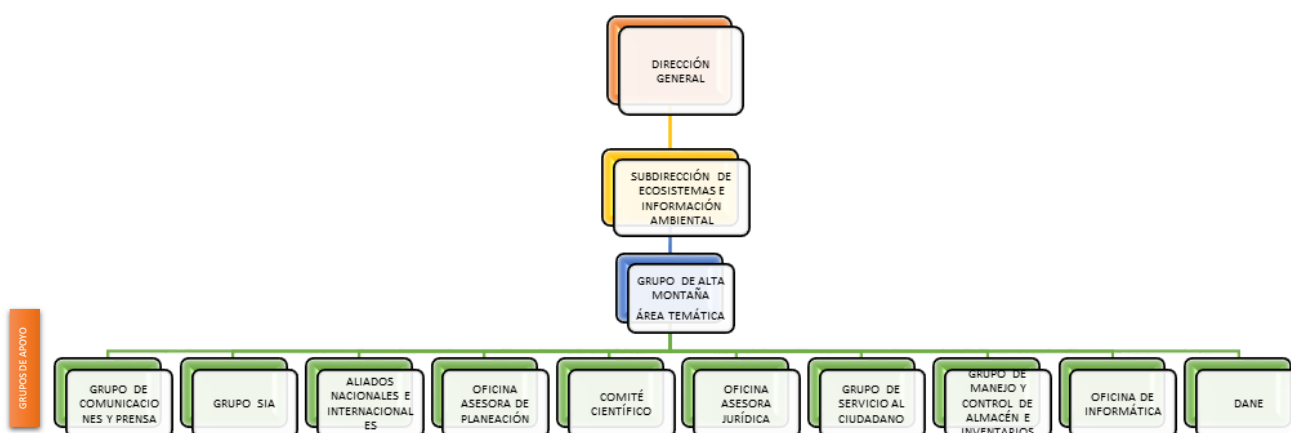 DIRECCIÓN
GENERAL
SUBDIRECCIÓN DE
ECOSISTEMAS E
INFORMACIÓN
AMBIENTAL
GRUPO DE ALTA
MONTAÑA
ÁREA TEMÁTICA
GRUPOS DE APOYO
GRUPO DE
COMUNICACIO
NES Y PRENSA
GRUPO SIA
ALIADOS
NACIONALES E
INTERNACIONAL
ES
OFICINA
ASESORA DE
PLANEACIÓN
COMITÉ
CIENTÍFICO
OFICINA
ASESORA
JURÍDICA
GRUPO DE
SERVICIO AL
CIUDADANO
GRUPO DE
MANEJO Y
CONTROL DE
ALMACÉN E
INVENTARIOS
OFICINA DE
INFORMÁTICA
DANE